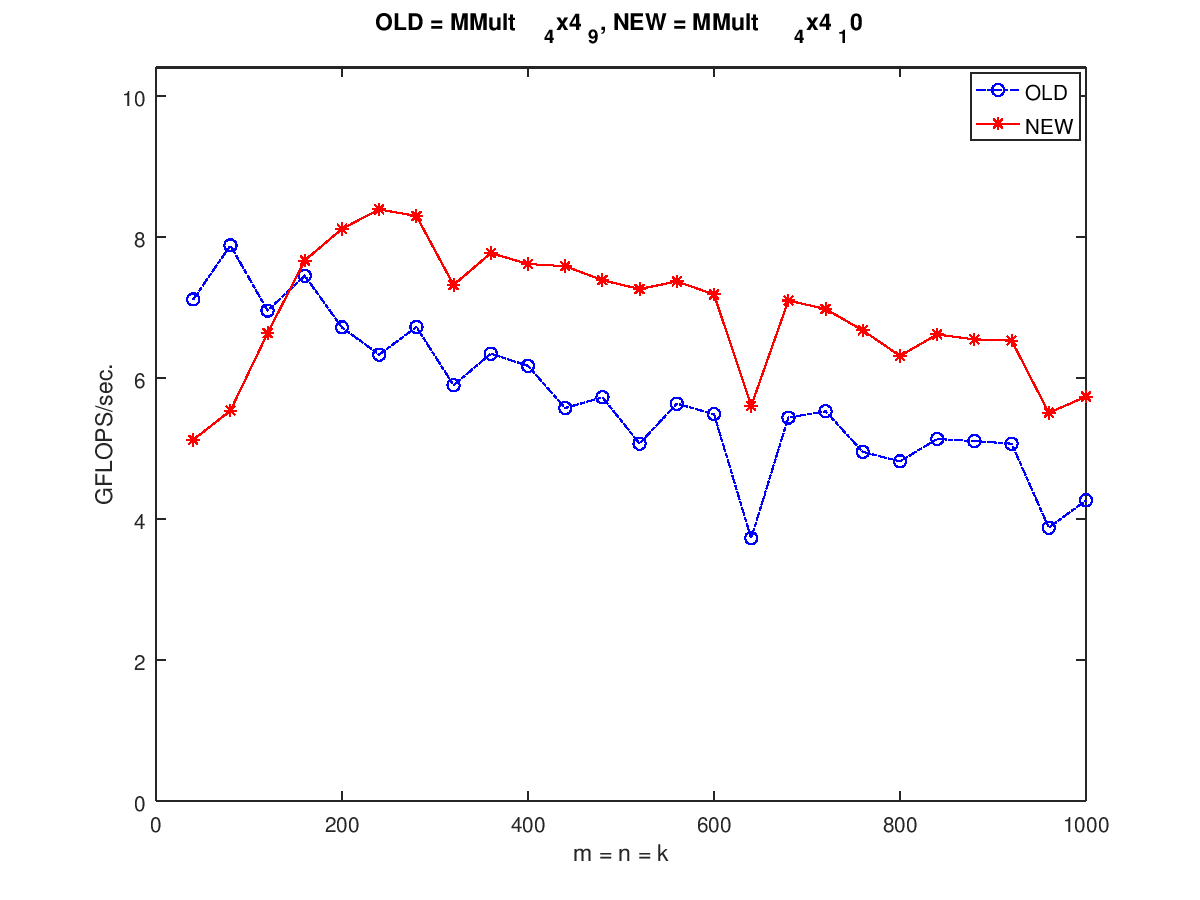 OLD = MMult 4x4 9, NEW = MMult 4x4 10
OLD
NEW
10
8
6
4
2
0
GFLOPS/sec.
0 200 400 600 800 1000
m = n = k